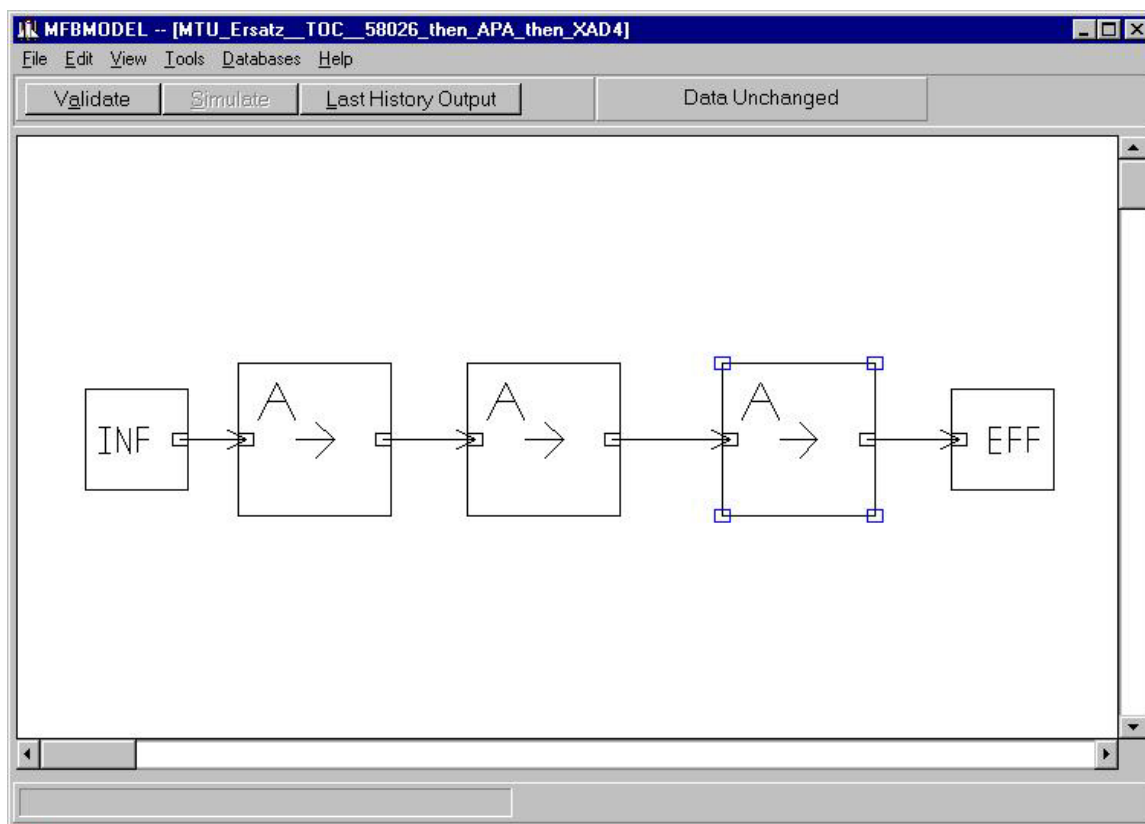 MFBMODEL -- [MTU_Ersatz__TOC__58026_then_APA_then_XAD4]
File Edit View Tools Databases Help
Validate Simulate Last History Output Data Unchanged
A A A
INF EFF